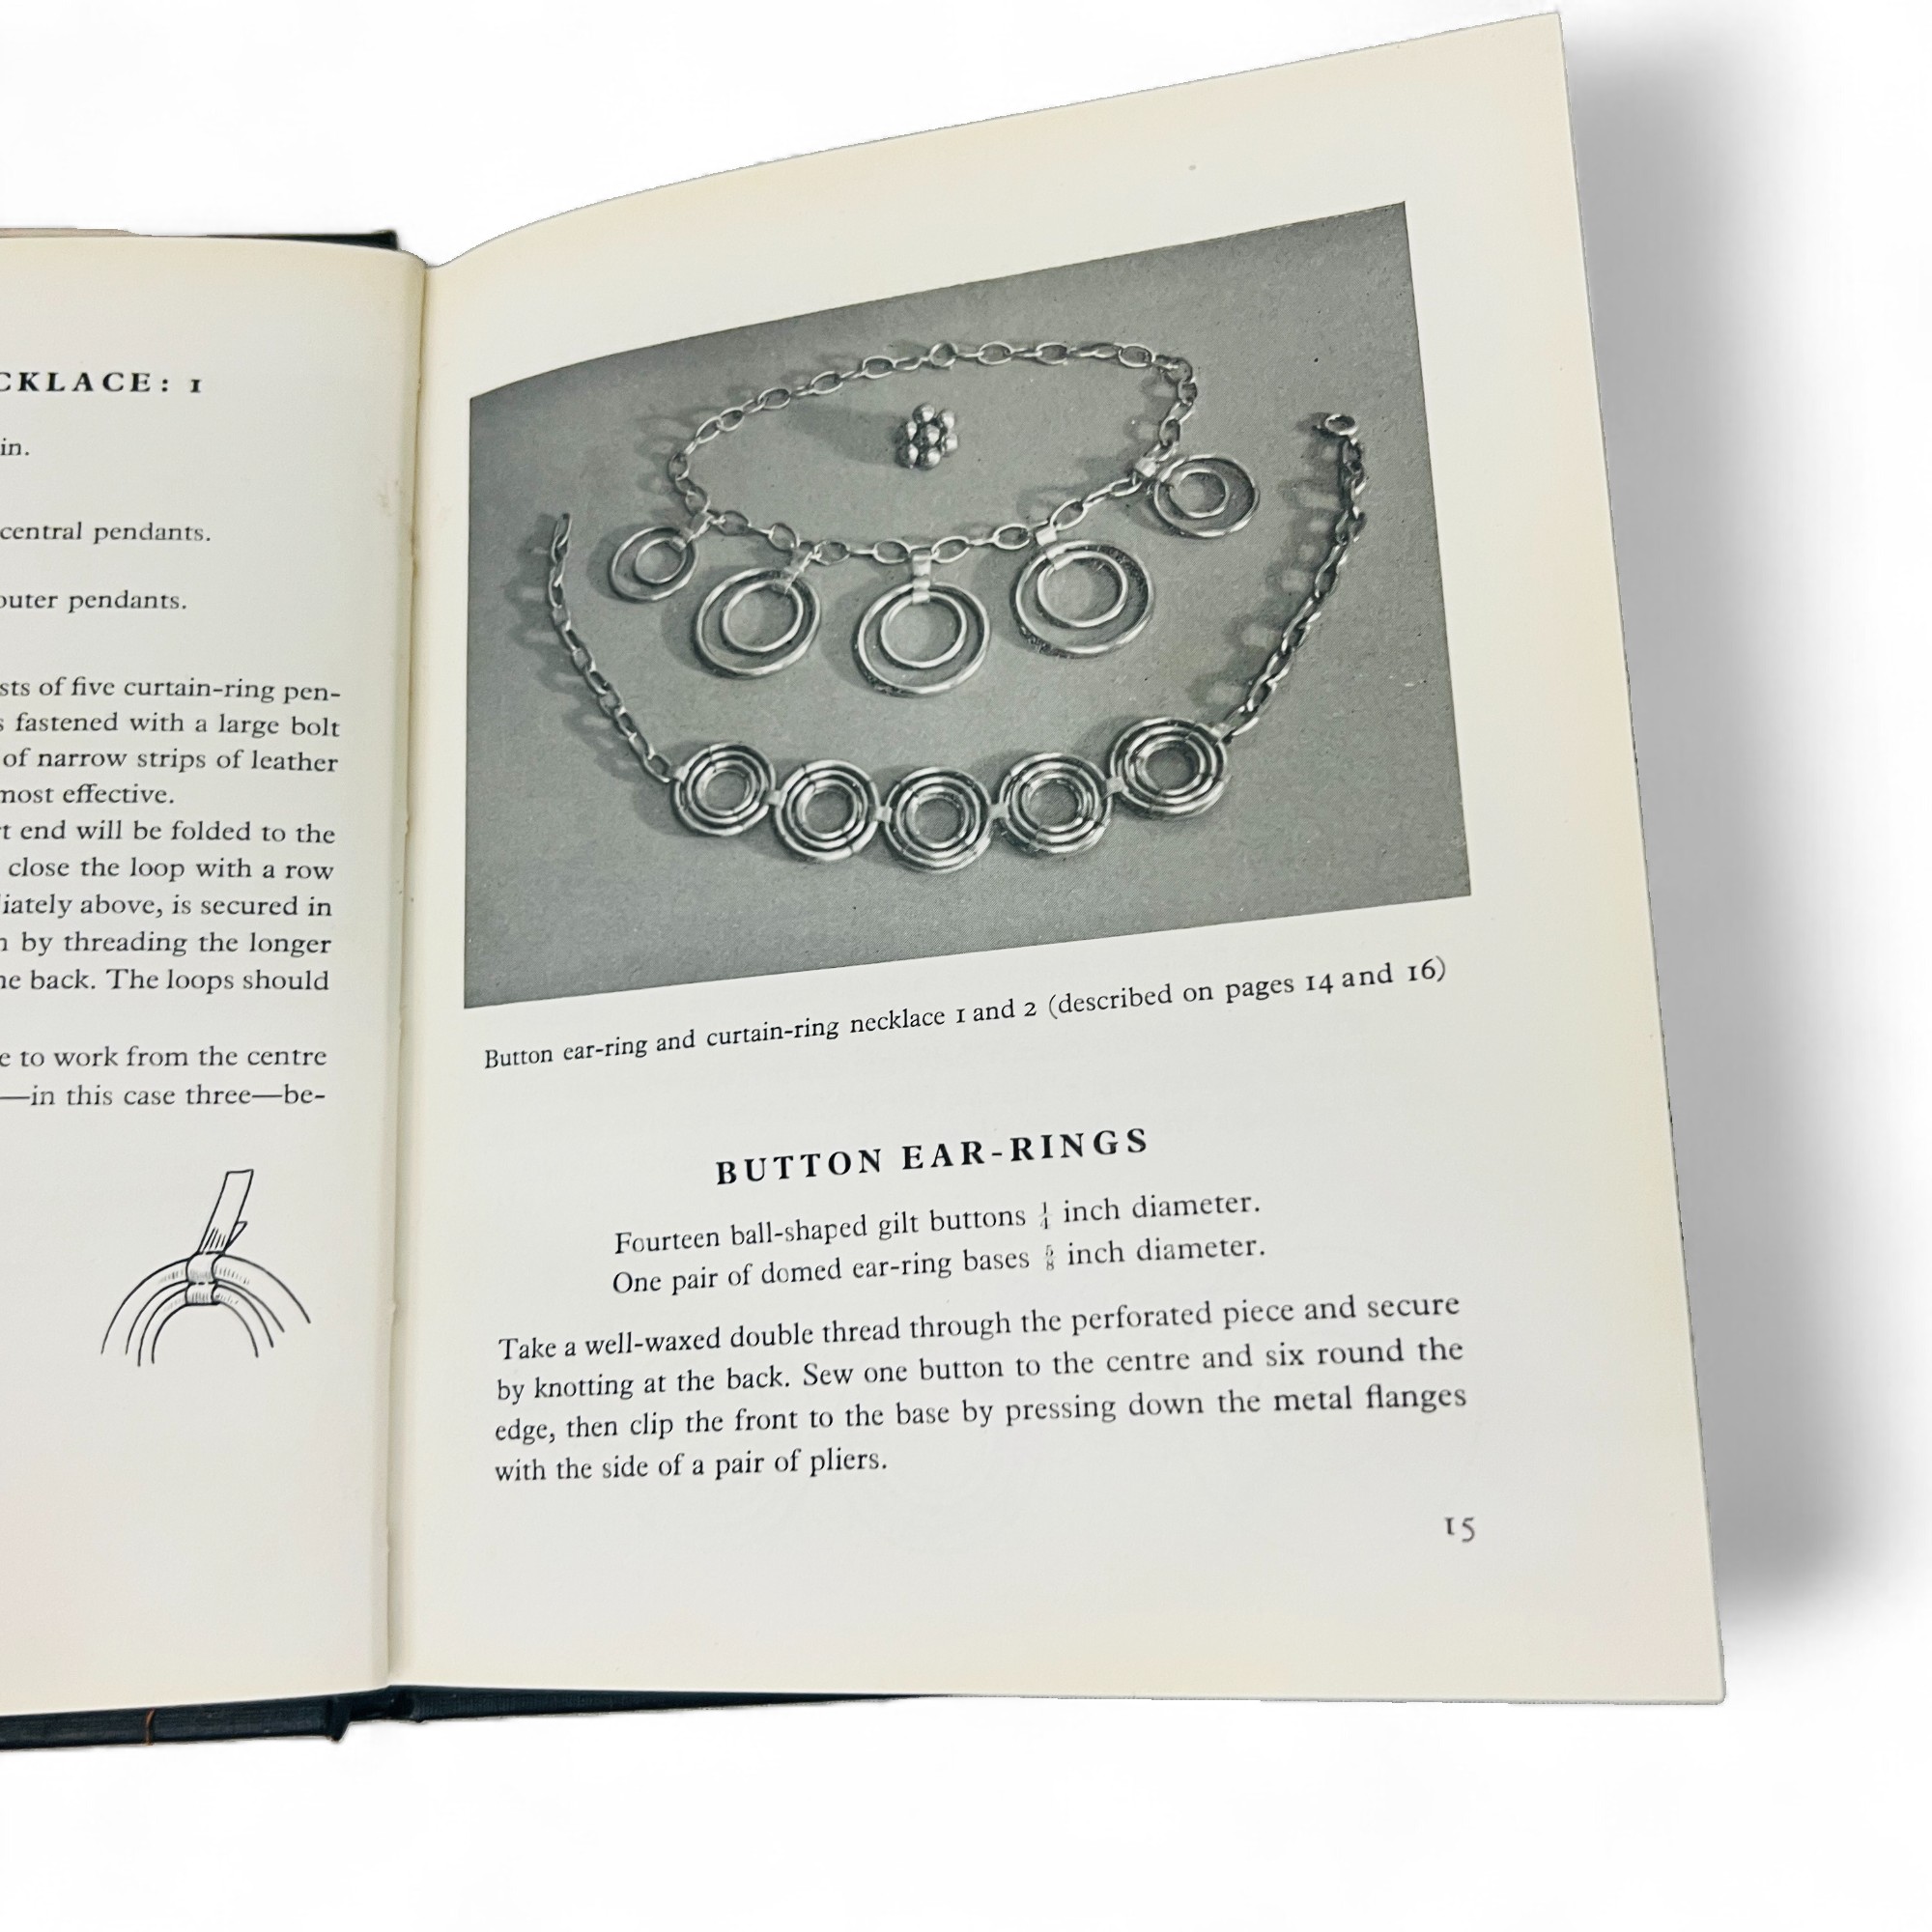 CKLACE: 1
in.
central pendants.
outer pendants.
sts of five curtain-ring pen-
s fastened with a large bolt
of narrow strips of leather
most effective.
t end will be folded to the
close the loop with a row
iately above, is secured in
n by threading the longer
ne back. The loops should
e to work from the centre
—in this case three—be-
Button ear-ring and curtain-ring necklace 1 and 2 (described on pages 14 and 16)
BUTTON EAR-RINGS
Fourteen ball-shaped gilt buttons ¼ inch diameter.
One pair of domed ear-ring bases ⅝ inch diameter.
Take a well-waxed double thread through the perforated piece and secure
by knotting at the back. Sew one button to the centre and six round the
edge, then clip the front to the base by pressing down the metal flanges
with the side of a pair of pliers.
15